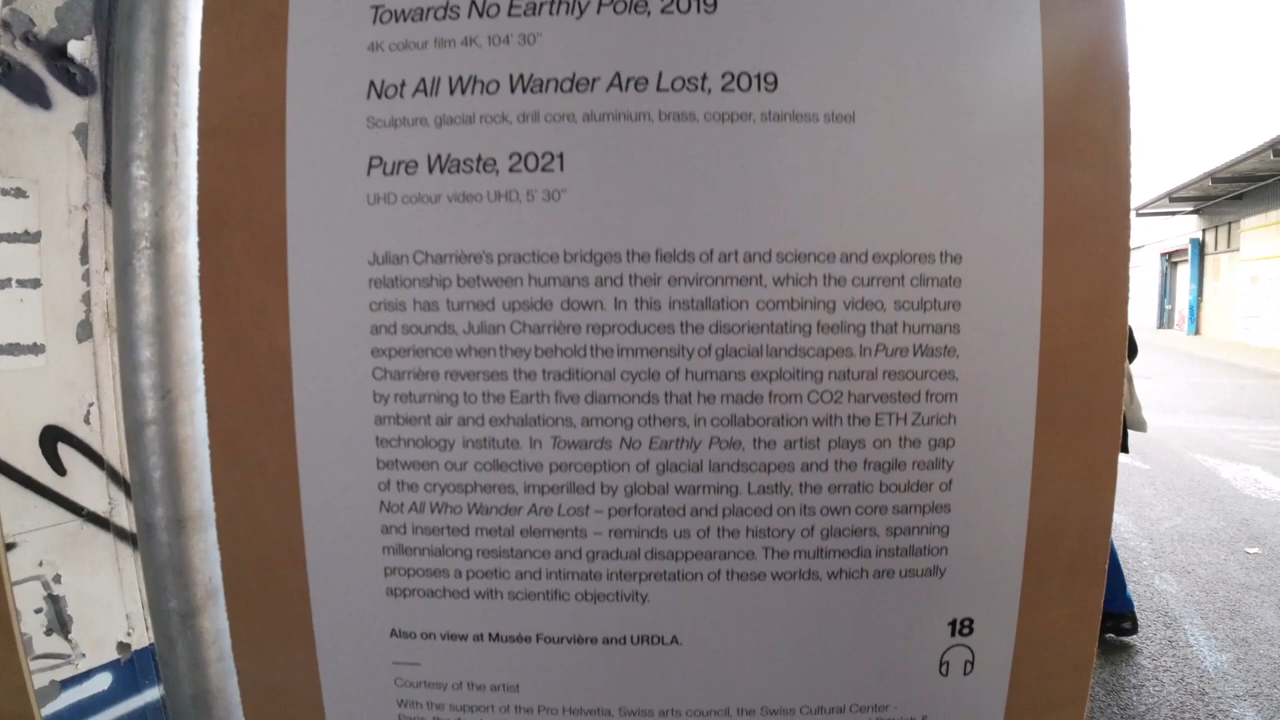 Towards No Earthly Pole, 2019
4K colour film 4K, 104' 30"
Not All Who Wander Are Lost, 2019
Sculpture, glacial rock, drill core, aluminium, brass, copper, stainless steel
Pure Waste, 2021
UHD colour video UHD, 5' 30"
Julian Charrière's practice bridges the fields of art and science and explores the
relationship between humans and their environment, which the current climate
crisis has turned upside down. In this installation combining video, sculpture
and sounds, Julian Charrière reproduces the disorientating feeling that humans
experience when they behold the immensity of glacial landscapes. In Pure Waste,
Charrière reverses the traditional cycle of humans exploiting natural resources,
by returning to the Earth five diamonds that he made from CO2 harvested from
ambient air and exhalations, among others, in collaboration with the ETH Zurich
technology institute. In Towards No Earthly Pole, the artist plays on the gap
between our collective perception of glacial landscapes and the fragile reality
of the cryospheres, imperilled by global warming. Lastly, the erratic boulder of
Not All Who Wander Are Lost – perforated and placed on its own core samples
and inserted metal elements – reminds us of the history of glaciers, spanning
millennialong resistance and gradual disappearance. The multimedia installation
proposes a poetic and intimate interpretation of these worlds, which are usually
approached with scientific objectivity.
Also on view at Musée Fourvière and URDLA.
18
Courtesy of the artist
With the support of the Pro Helvetia, Swiss arts council, the Swiss Cultural Center -